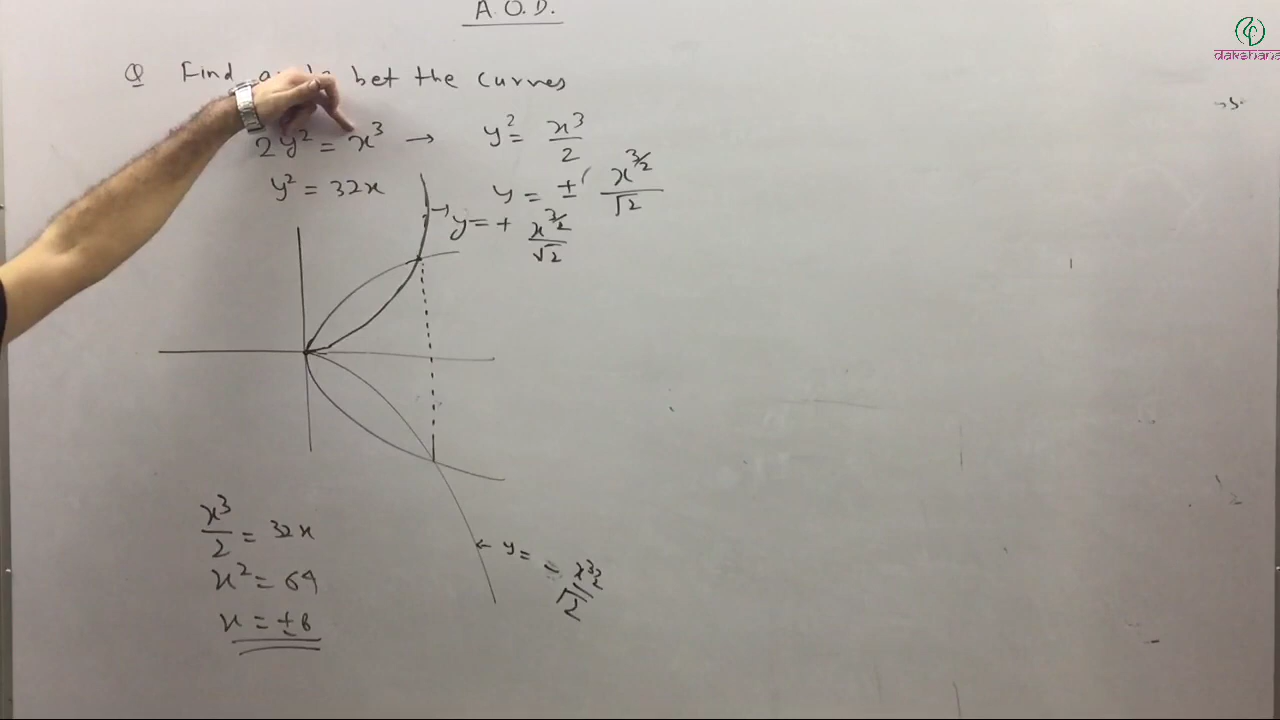 A.O.D.
dakshana
Q Find bet the curves
2y² = x³ → y² = x³/2
y² = 32x
y = ± x^(3/2)/√2
→ y = + x^(3/2)/√2
x³/2 = 32x
x² = 64
x = ±8
← y = - x^(3/2)/√2